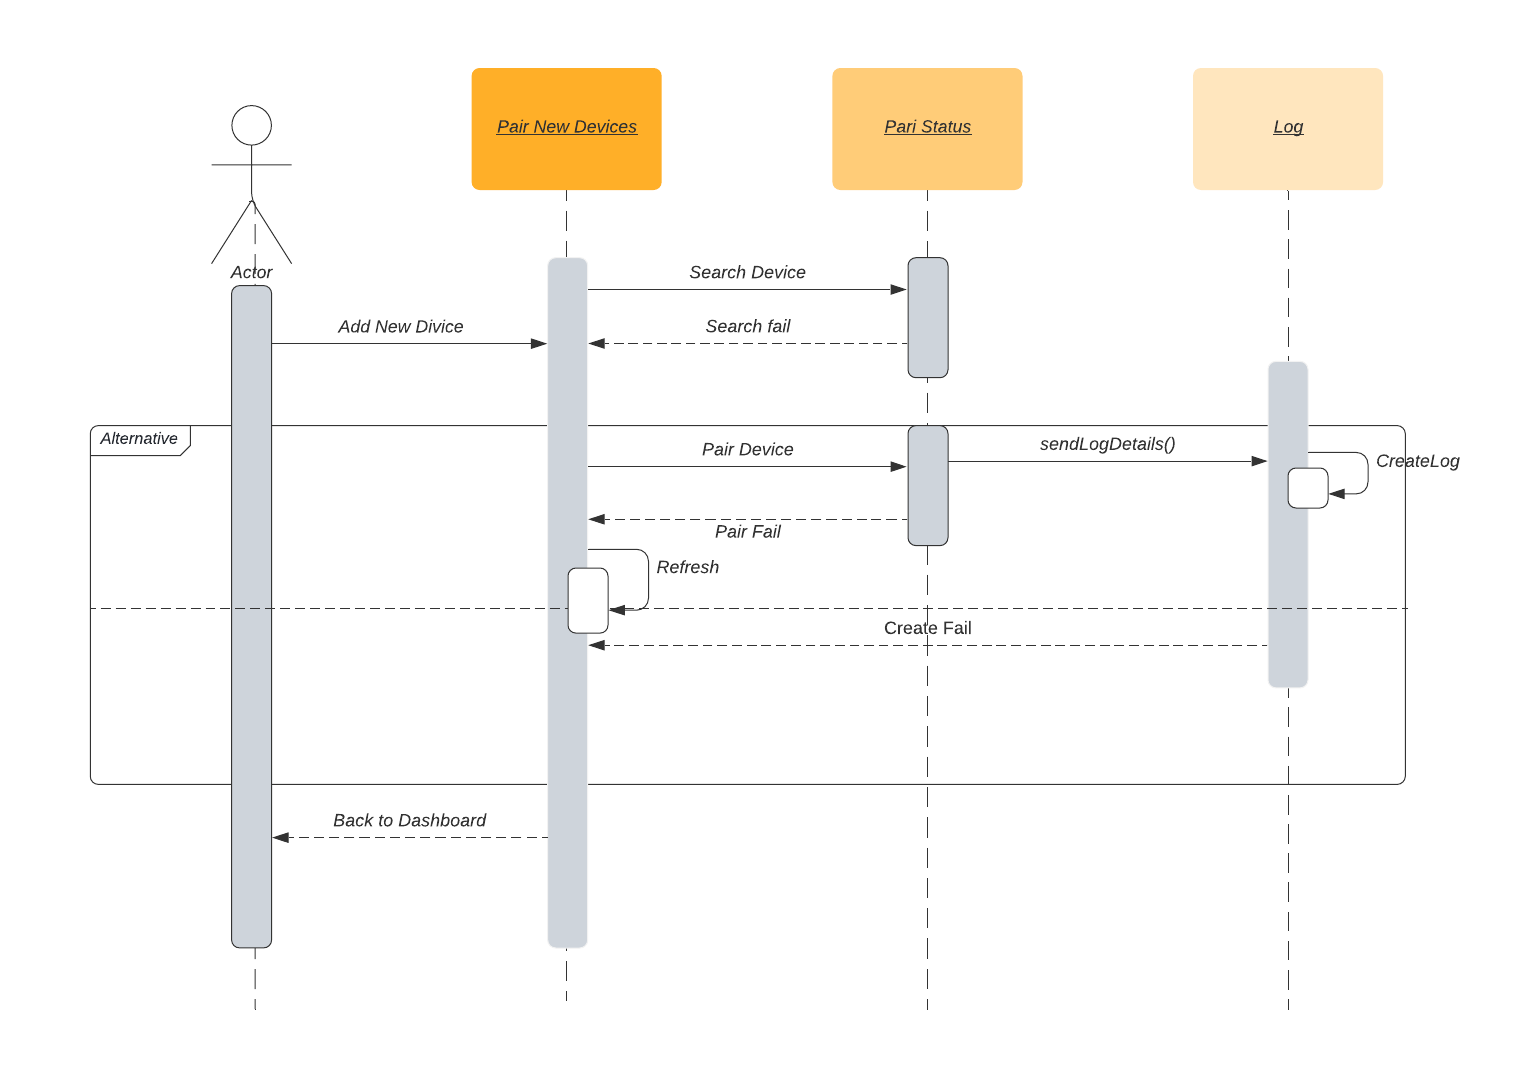 Pair New Devices
Pari Status
Log
Actor
Search Device
Add New Divice
Search fail
Alternative
Pair Device
sendLogDetails()
CreateLog
Pair Fail
Refresh
Create Fail
Back to Dashboard